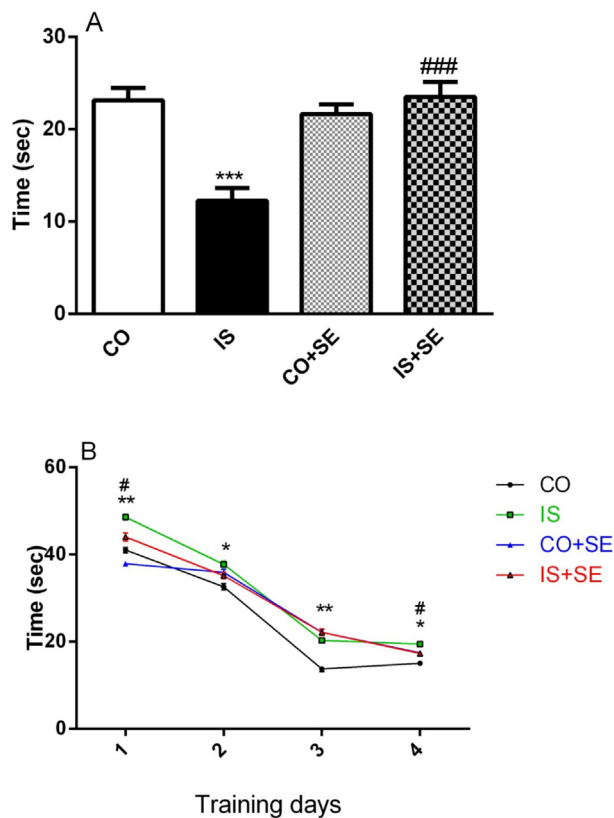 A
Time (sec)
30
20
10
0
***
###
CO
IS
CO+SE
IS+SE
B
Time (sec)
60
40
20
0
#
**
*
**
#
*
1
2
3
4
Training days
CO
IS
CO+SE
IS+SE